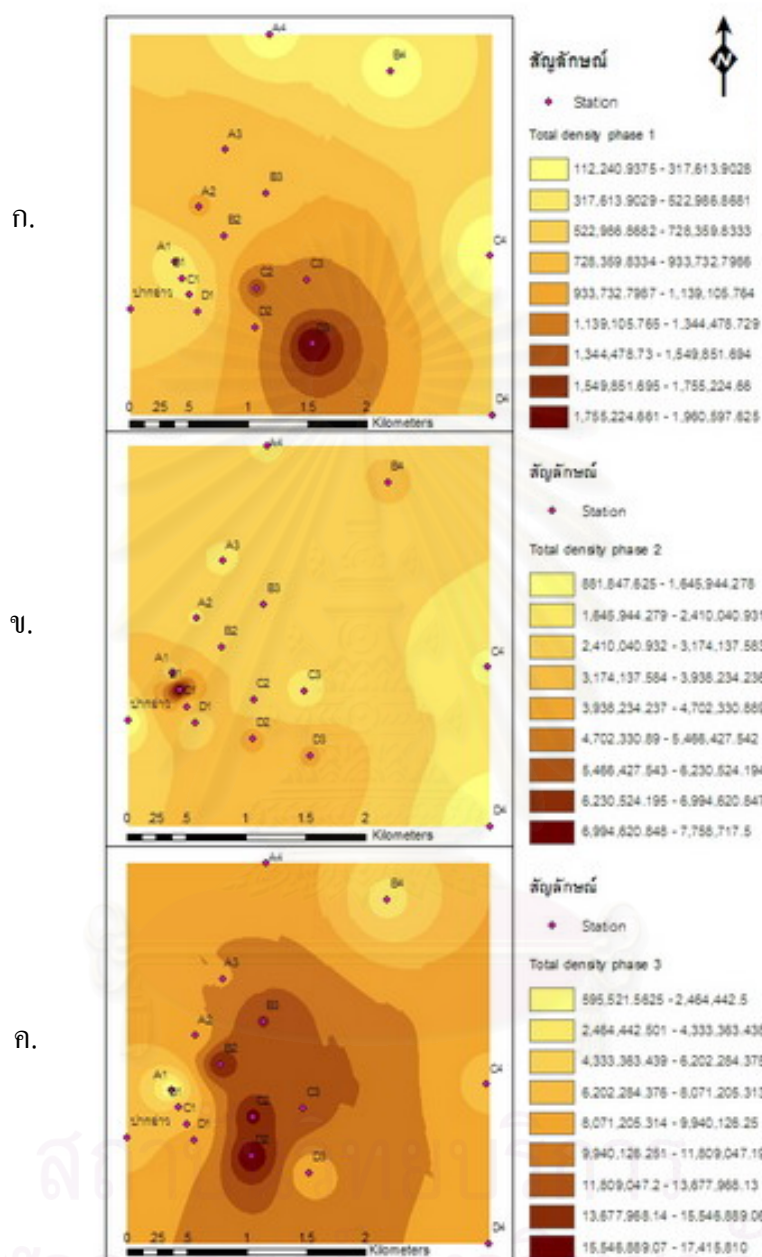 ก.
A4
B4
A3
B3
A2
B2
A1
B1
C1
D1
C2
C3
C4
D2
D3
D4
ปากอ่าว
0 .25 .5 1 1.5 2
Kilometers
N
สัญลักษณ์
Station
Total density phase 1
112,240.9375 - 317,613.9028
317,613.9029 - 522,986.8681
522,986.8682 - 728,359.8333
728,359.8334 - 933,732.7986
933,732.7987 - 1,139,105.764
1,139,105.765 - 1,344,478.729
1,344,478.73 - 1,549,851.694
1,549,851.695 - 1,755,224.66
1,755,224.661 - 1,960,597.625
ข.
A4
B4
A3
B3
A2
B2
A1
B1
C1
D1
C2
C3
C4
D2
D3
D4
ปากอ่าว
0 .25 .5 1 1.5 2
Kilometers
สัญลักษณ์
Station
Total density phase 2
881,847.625 - 1,645,944.278
1,645,944.279 - 2,410,040.931
2,410,040.932 - 3,174,137.583
3,174,137.584 - 3,938,234.236
3,938,234.237 - 4,702,330.889
4,702,330.89 - 5,466,427.542
5,466,427.543 - 6,230,524.194
6,230,524.195 - 6,994,620.847
6,994,620.848 - 7,758,717.5
ค.
A4
B4
A3
B3
A2
B2
A1
B1
C1
D1
C2
C3
C4
D2
D3
D4
ปากอ่าว
0 .25 .5 1 1.5 2
Kilometers
สัญลักษณ์
Station
Total density phase 3
595,521.5625 - 2,464,442.5
2,464,442.501 - 4,333,363.438
4,333,363.439 - 6,202,284.375
6,202,284.376 - 8,071,205.313
8,071,205.314 - 9,940,126.25
9,940,126.251 - 11,809,047.19
11,809,047.2 - 13,677,968.13
13,677,968.14 - 15,546,889.06
15,546,889.07 - 17,415,810